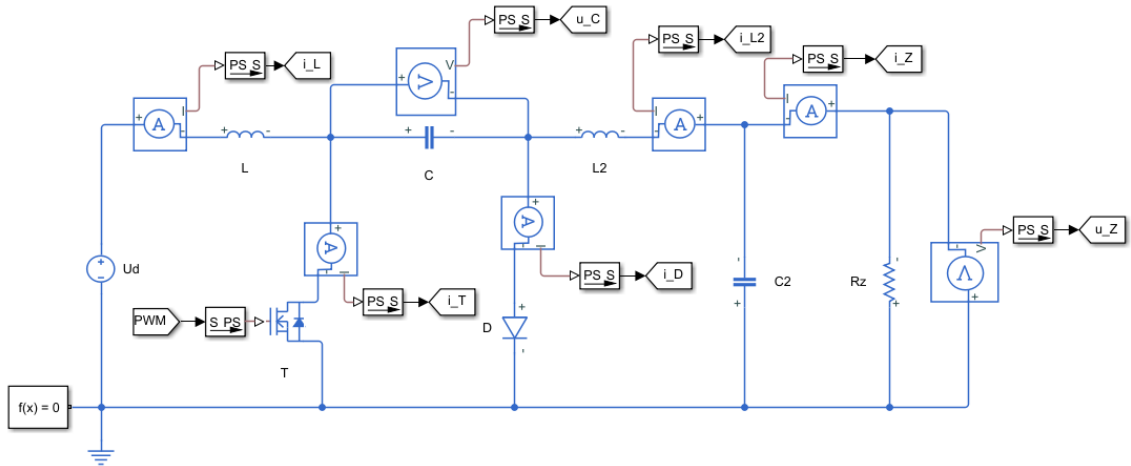 PS S
u_C
PS S
i_L2
PS S
i_L
PS S
i_Z
V
+
-
+
A
I
-
+
-
L
+
-
C
+
-
L2
I
-
A
+
I
-
A
+
+
A
-
I
+
A
-
I
PS S
u_Z
-
V
V
+
+
-
Ud
PS S
i_D
PS S
i_T
PWM
S PS
T
D
+
-
-
C2
+
-
Rz
+
f(x) = 0